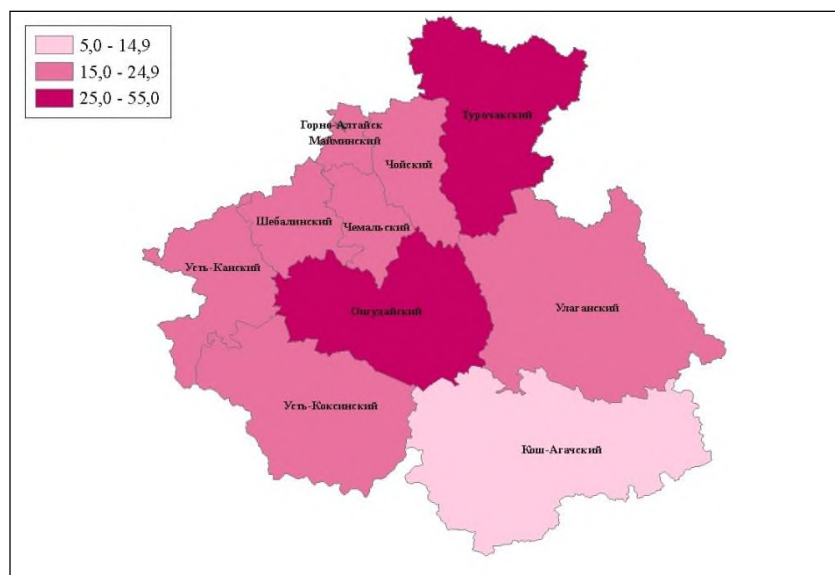 5,0 - 14,9
15,0 - 24,9
25,0 - 55,0
Турочакский
Горно-Алтайск
Майминский
Чойский
Шебалинский
Чемальский
Усть-Канский
Онгудайский
Улаганский
Усть-Коксинский
Кош-Агачский